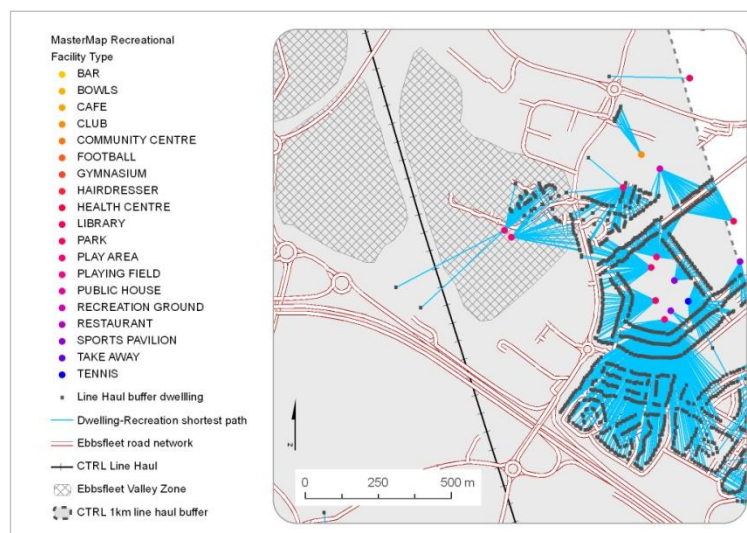 MasterMap Recreational
Facility Type
BAR
BOWLS
CAFE
CLUB
COMMUNITY CENTRE
FOOTBALL
GYMNASIUM
HAIRDRESSER
HEALTH CENTRE
LIBRARY
PARK
PLAY AREA
PLAYING FIELD
PUBLIC HOUSE
RECREATION GROUND
RESTAURANT
SPORTS PAVILION
TAKE AWAY
TENNIS
Line Haul buffer dwellling
Dwelling-Recreation shortest path
Ebbsfleet road network
CTRL Line Haul
Ebbsfleet Valley Zone
CTRL 1km line haul buffer
z
0 250 500 m